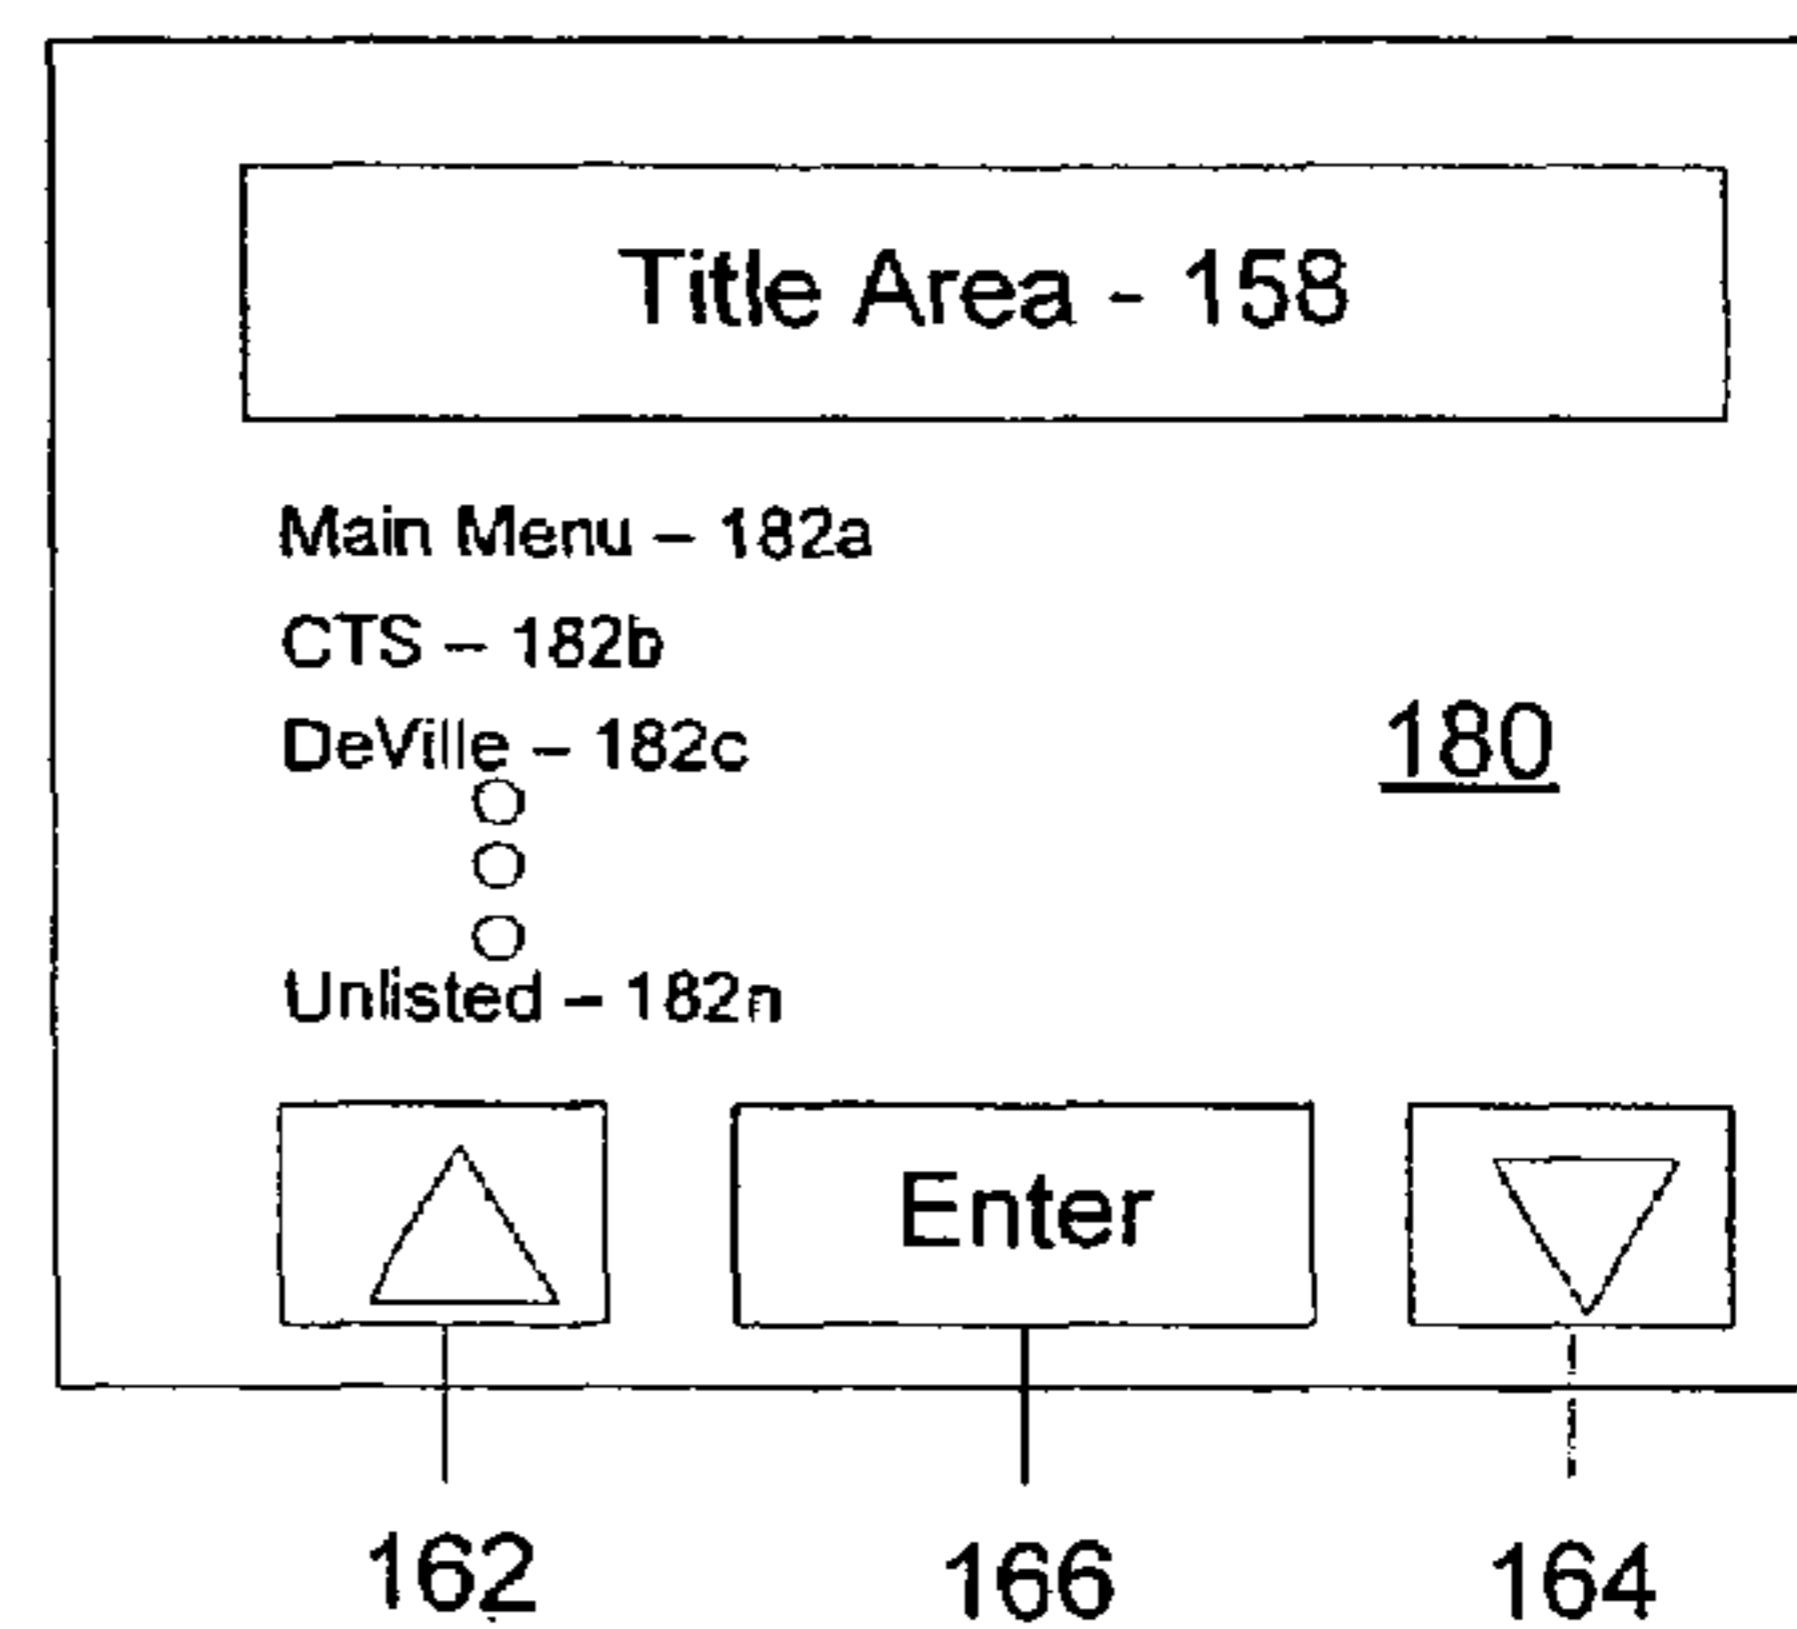 Title Area - 158
Main Menu – 182a
CTS – 182b
DeVille – 182c
180
Unlisted – 182n
Enter
162
166
164